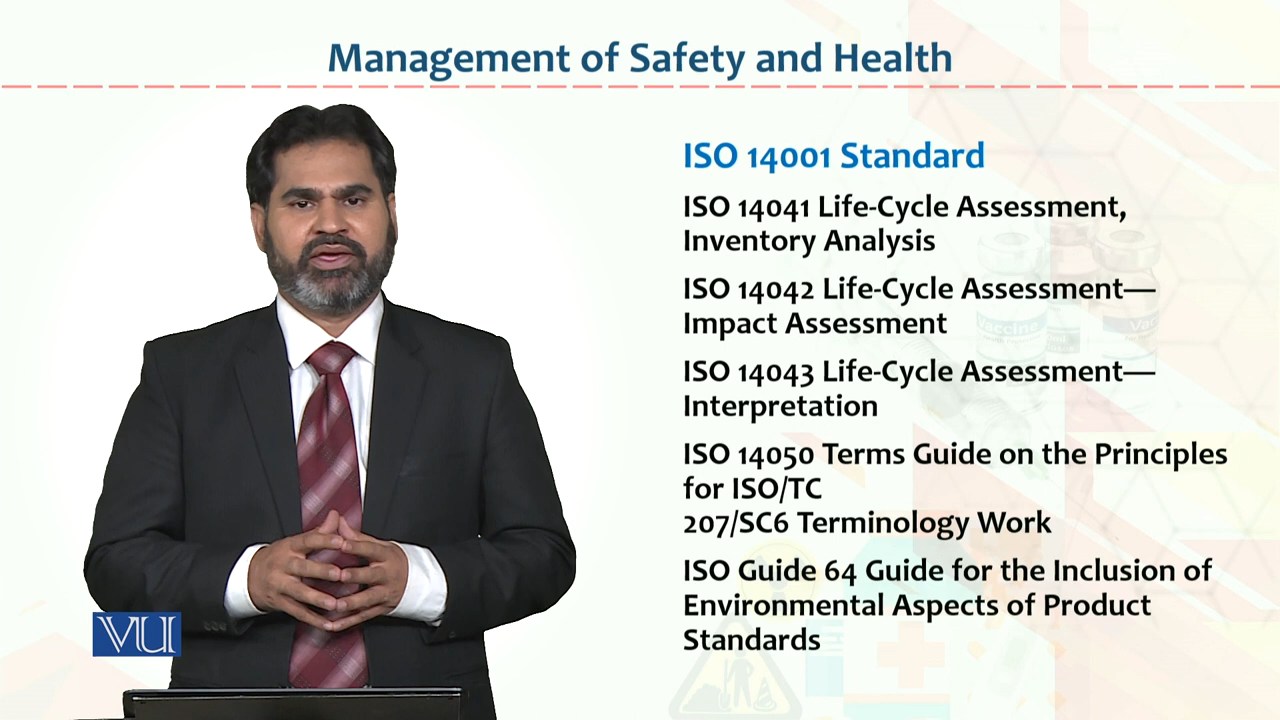 Management of Safety and Health
ISO 14001 Standard
ISO 14041 Life-Cycle Assessment,
Inventory Analysis
ISO 14042 Life-Cycle Assessment—
Impact Assessment
ISO 14043 Life-Cycle Assessment—
Interpretation
ISO 14050 Terms Guide on the Principles
for ISO/TC
207/SC6 Terminology Work
ISO Guide 64 Guide for the Inclusion of
Environmental Aspects of Product
Standards
Vaccine
Va
VU